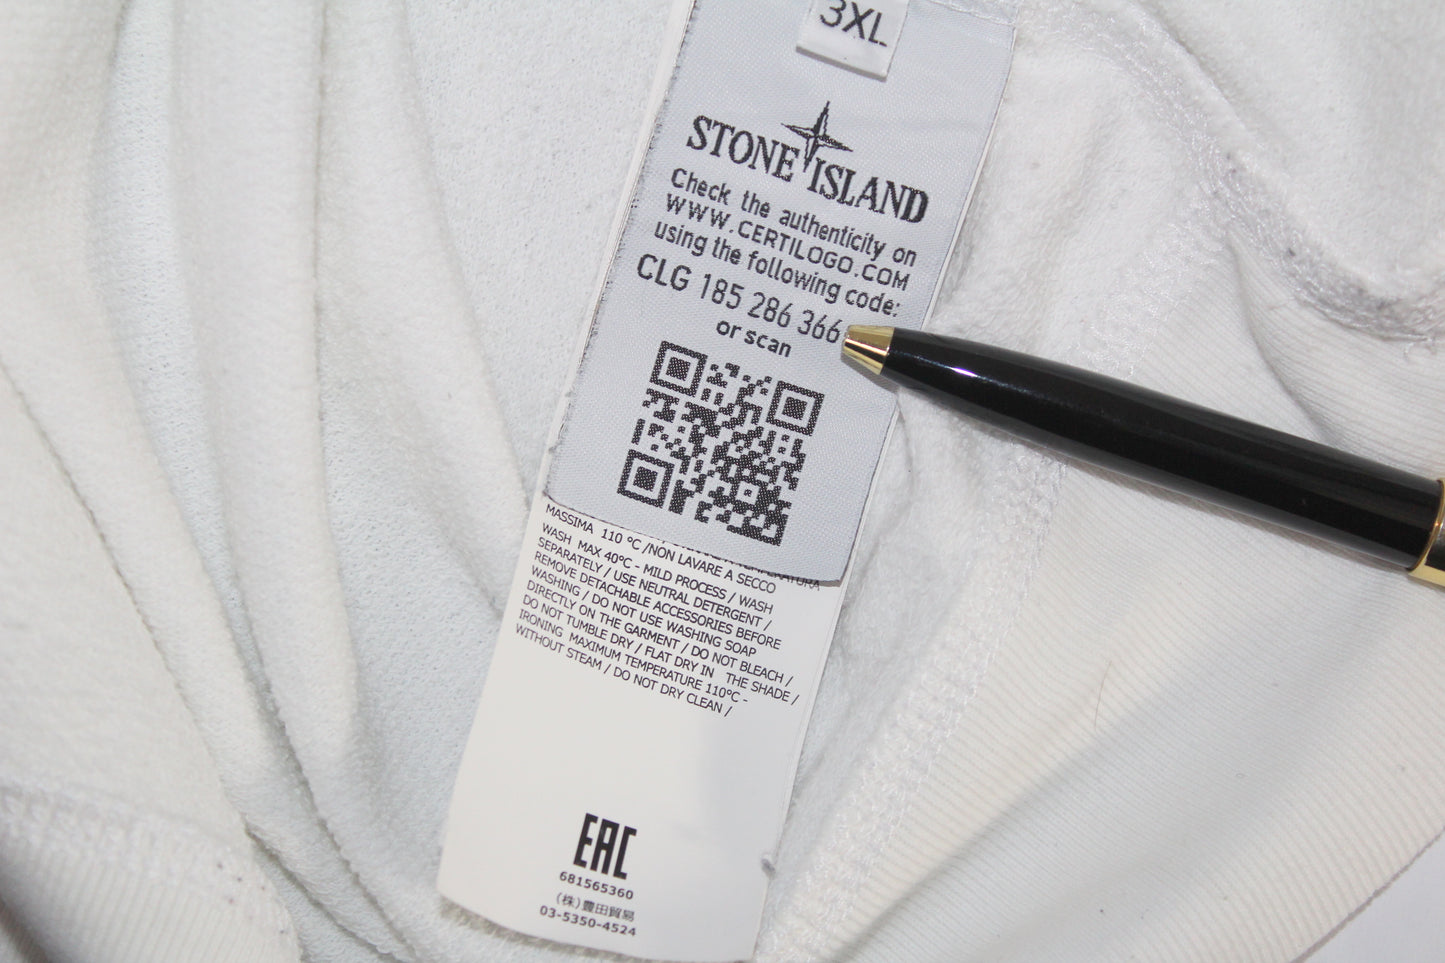 3XL
STONE ISLAND
Check the authenticity on
WWW.CERTILOGO.COM
using the following code:
CLG 185 286 366
or scan
MASSIMA 110 °C /NON LAVARE A SECCO
WASH MAX 40°C - MILD PROCESS / WASH
SEPARATELY / USE NEUTRAL DETERGENT /
REMOVE DETACHABLE ACCESSORIES BEFORE
WASHING / DO NOT USE WASHING SOAP
DIRECTLY ON THE GARMENT / DO NOT BLEACH /
DO NOT TUMBLE DRY / FLAT DRY IN THE SHADE /
IRONING MAXIMUM TEMPERATURE 110°C -
WITHOUT STEAM / DO NOT DRY CLEAN /
EAC
681565360
(株)豊田貿易
03-5350-4524